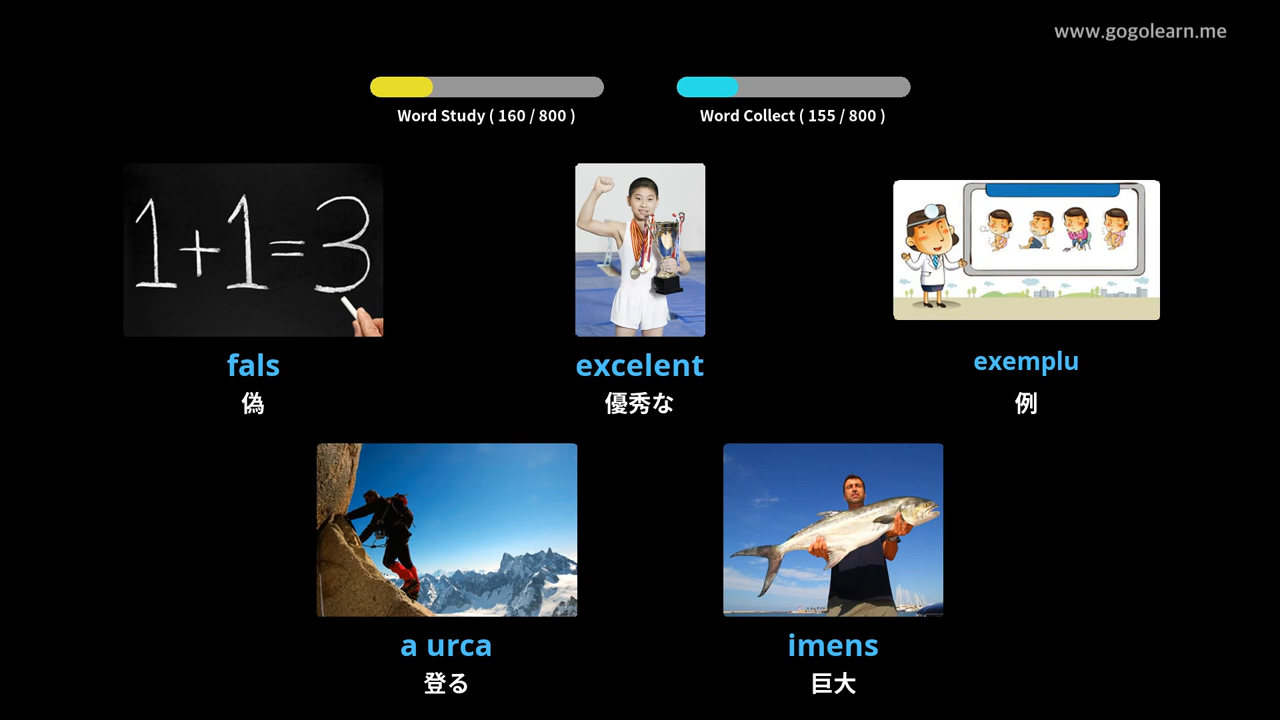 www.gogolearn.me
Word Study ( 160 / 800 )
Word Collect ( 155 / 800 )
1+1=3
fals
偽
excelent
優秀な
exemplu
例
a urca
登る
imens
巨大